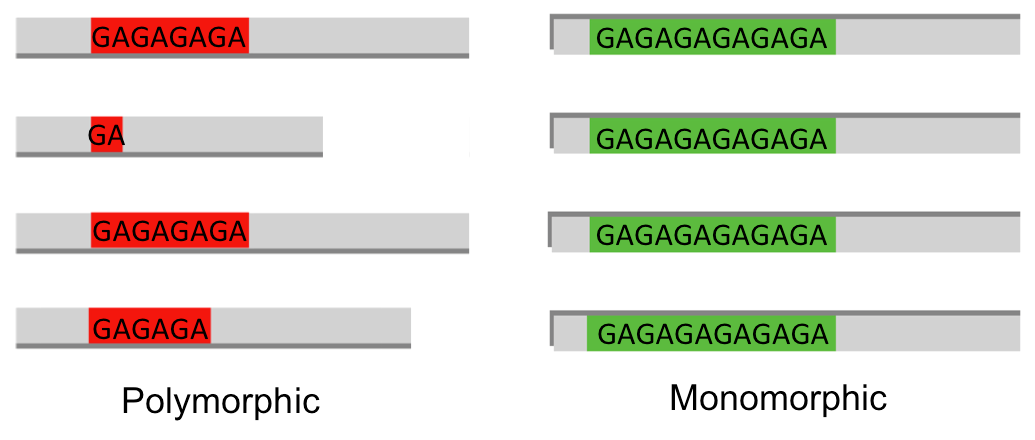 GAGAGAGA
GA
GAGAGAGA
GAGAGA
Polymorphic
GAGAGAGAGAGA
GAGAGAGAGAGA
GAGAGAGAGAGA
GAGAGAGAGAGA
Monomorphic